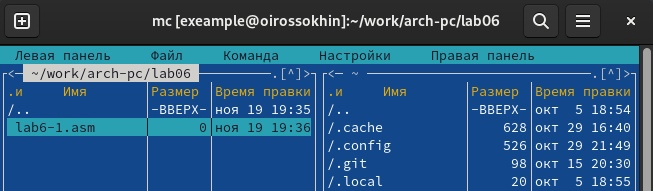 mc [exeample@oirossokhin]:~/work/arch-pc/lab06
Левая панель Файл Команда Настройки Правая панель
<— ~/work/arch-pc/lab06 .[^]> <— ~ .[^]>
.и Имя Размер Время правки .и Имя Размер Время правки
/.. -ВВЕРХ- ноя 19 19:35 /.. -ВВЕРХ- окт 5 18:54
lab6-1.asm 0 ноя 19 19:36 /.cache 628 окт 29 16:40
/.config 526 окт 29 21:49
/.git 98 окт 15 20:30
/.local 20 окт 5 18:55